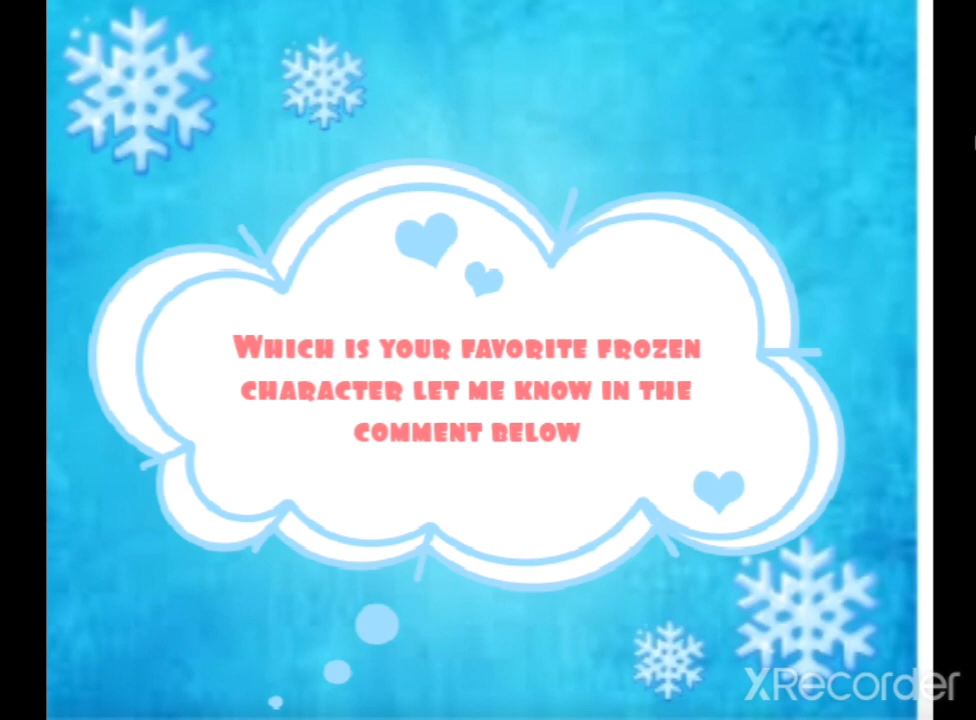 Which is your favorite frozen
character let me know in the
comment below
XRecorder